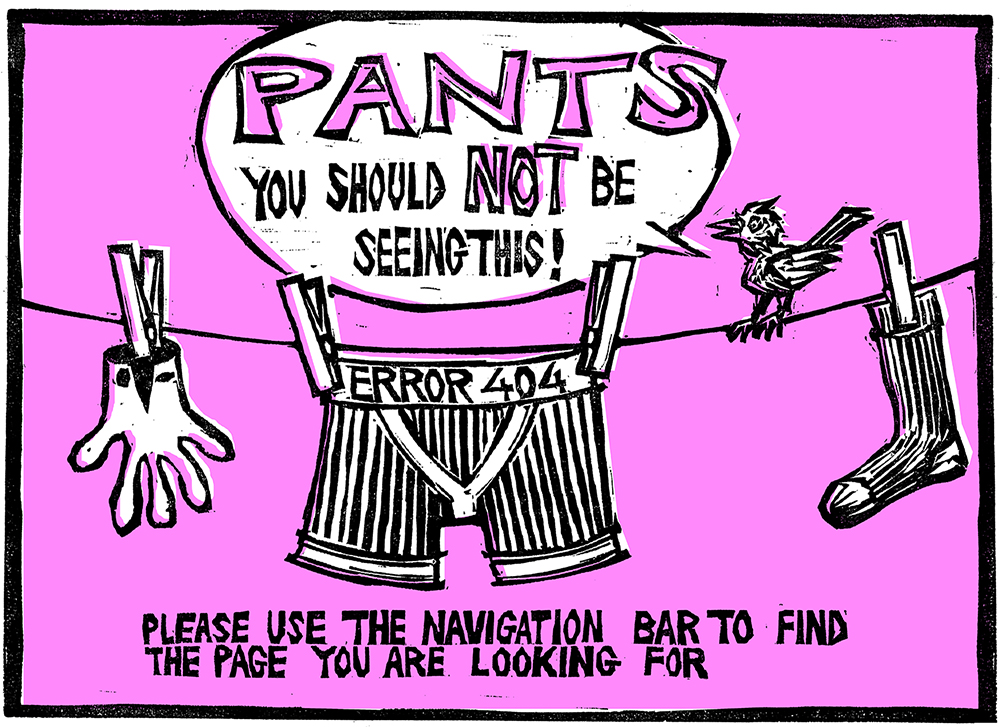 PANTS
YOU SHOULD NOT BE
SEEING THIS!
ERROR 404
PLEASE USE THE NAVIGATION BAR TO FIND
THE PAGE YOU ARE LOOKING FOR